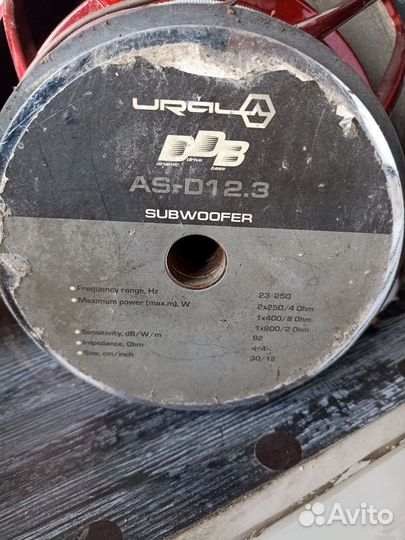 URAL
DDB
dynamic drive bass
AS-D12.3
SUBWOOFER
• Frequency range, Hz 23-250
• Maximum power (max.m), W 2x250/4 Ohm
1x400/8 Ohm
1x800/2 Ohm
• Sensitivity, dB/W/m 92
• Impedance, Ohm 4+4
• Size, cm/inch 30/12
Avito